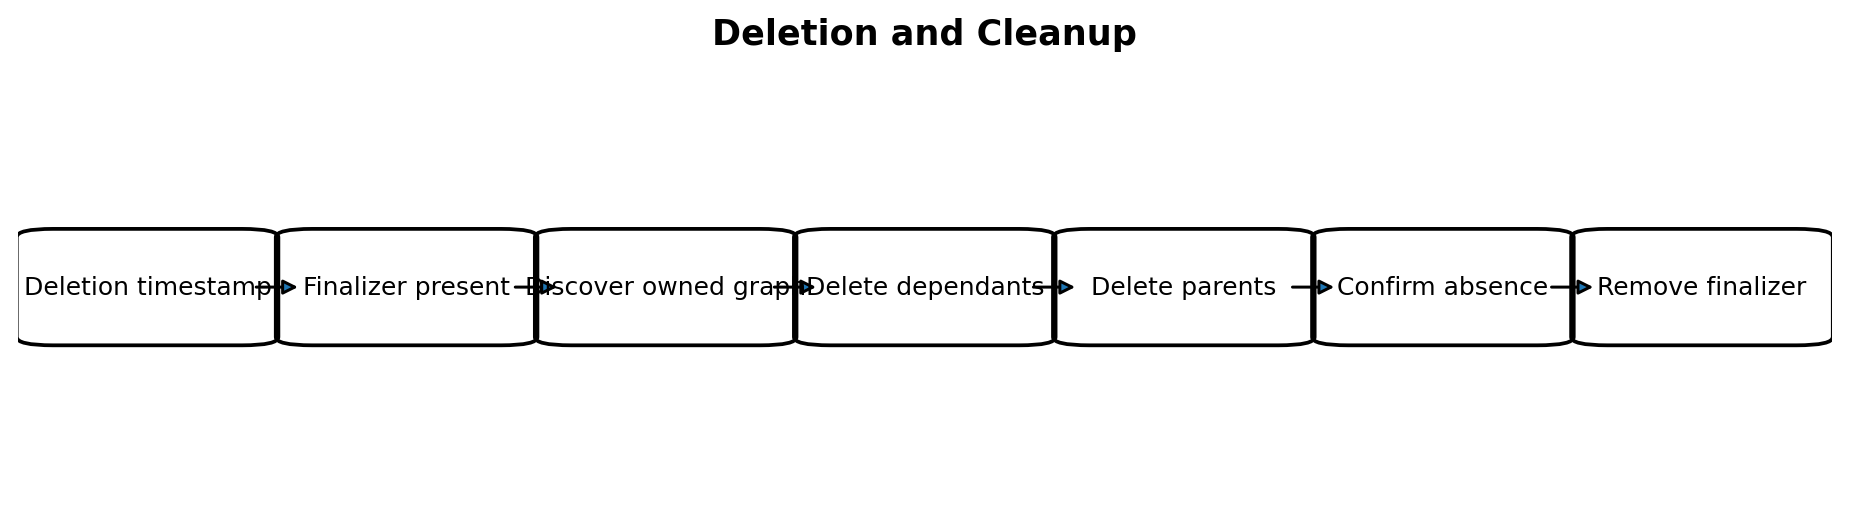 Deletion and Cleanup
Deletion timestamp
Finalizer present
Discover owned graph
Delete dependants
Delete parents
Confirm absence
Remove finalizer